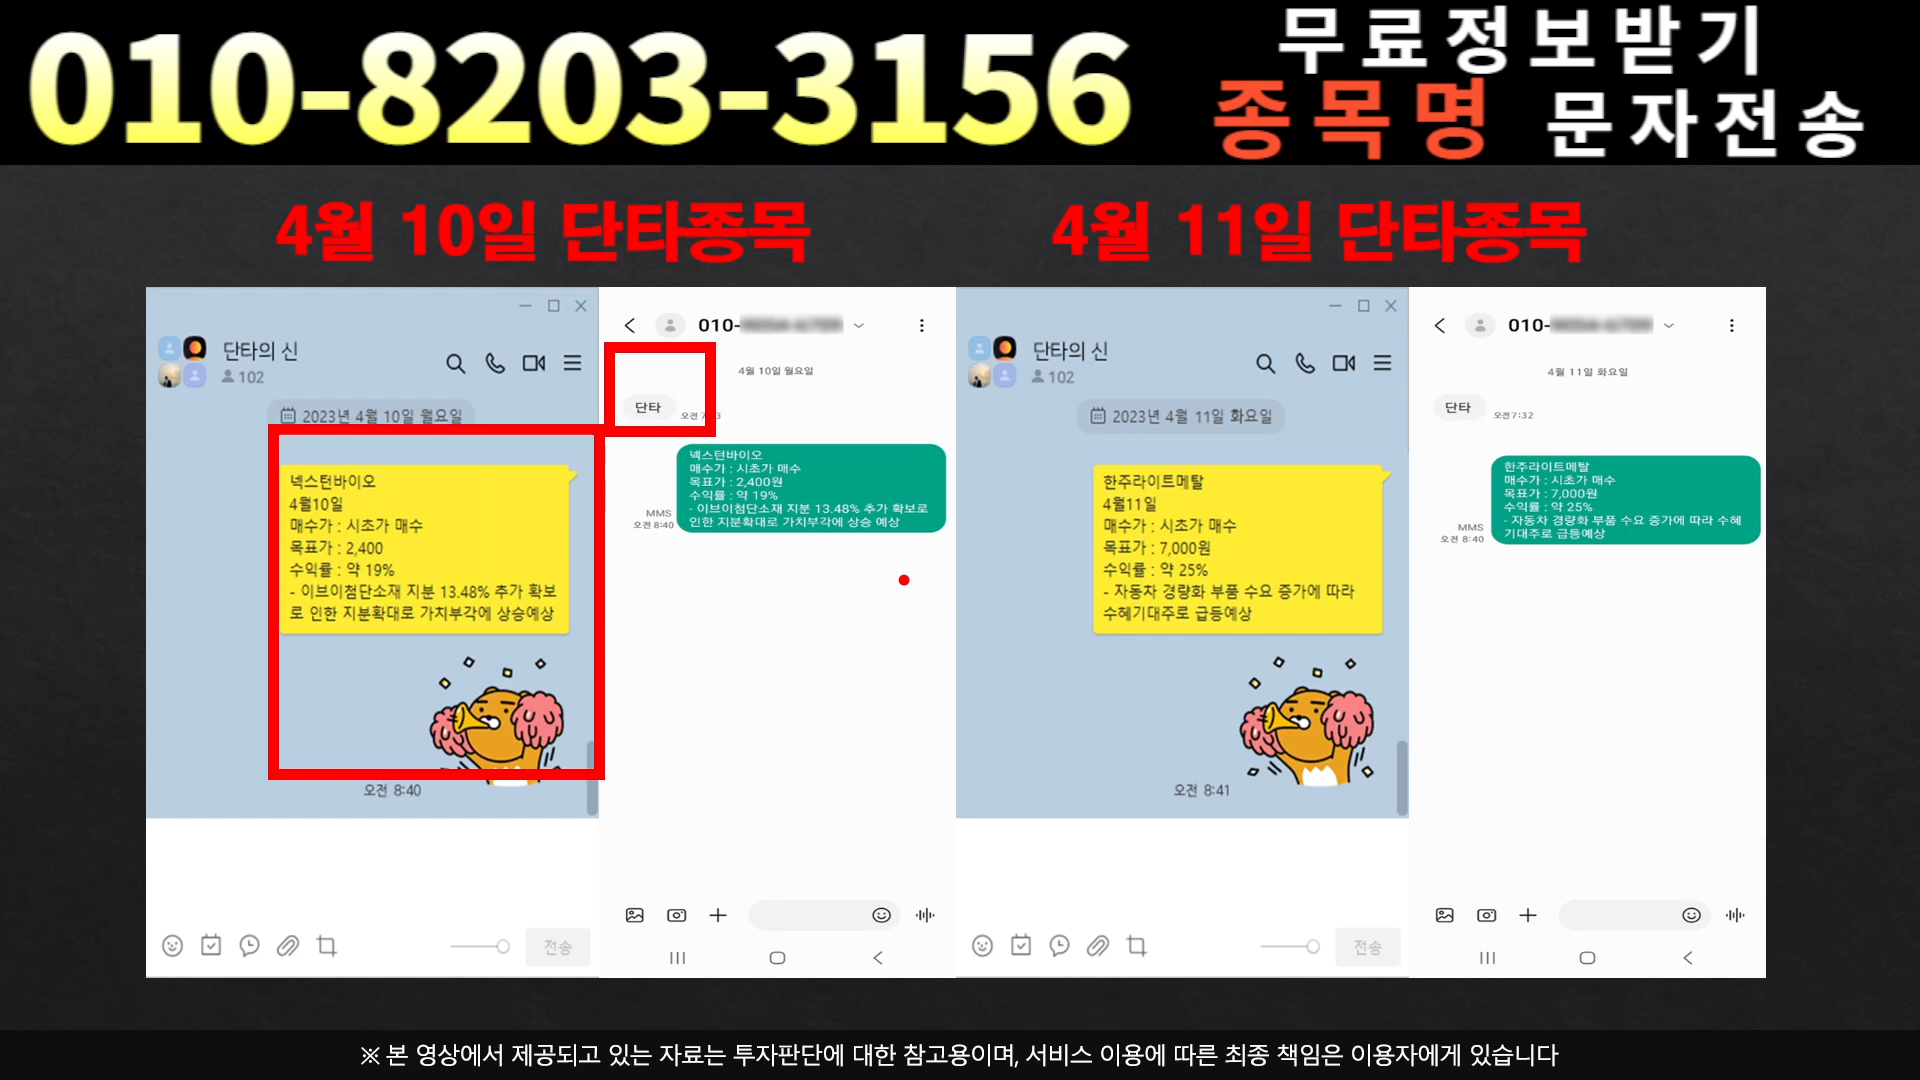 010-8203-3156
무료정보받기
종목명 문자전송
4월 10일 단타종목
4월 11일 단타종목
단타의 신
102
2023년 4월 10일 월요일
넥스턴바이오
4월10일
매수가 : 시초가 매수
목표가 : 2,400
수익률 : 약 19%
- 이브이첨단소재 지분 13.48% 추가 확보
로 인한 지분확대로 가치부각에 상승예상
오전 8:40
전송
010-
4월 10일 월요일
단타
오전 7
3
넥스턴바이오
매수가 : 시초가 매수
목표가 : 2,400원
수익률 : 약 19%
- 이브이첨단소재 지분 13.48% 추가 확보로
인한 지분확대로 가치부각에 상승 예상
MMS
오전 8:40
단타의 신
102
2023년 4월 11일 화요일
한주라이트메탈
4월11일
매수가 : 시초가 매수
목표가 : 7,000원
수익률 : 약 25%
- 자동차 경량화 부품 수요 증가에 따라
수혜기대주로 급등예상
오전 8:41
전송
010-
4월 11일 화요일
단타
오전7:32
한주라이트메탈
매수가 : 시초가 매수
목표가 : 7,000원
수익률 : 약 25%
- 자동차 경량화 부품 수요 증가에 따라 수혜
기대주로 급등예상
MMS
오전 8:40
※ 본 영상에서 제공되고 있는 자료는 투자판단에 대한 참고용이며, 서비스 이용에 따른 최종 책임은 이용자에게 있습니다